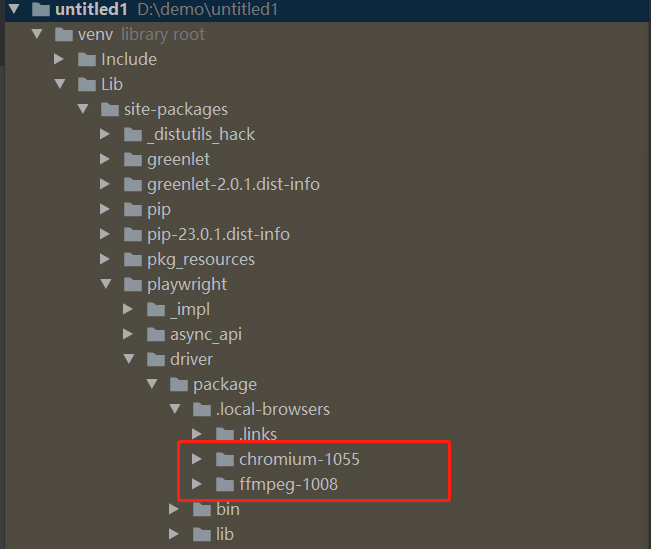 untitled1 D:\demo\untitled1
venv library root
Include
Lib
site-packages
_distutils_hack
greenlet
greenlet-2.0.1.dist-info
pip
pip-23.0.1.dist-info
pkg_resources
playwright
_impl
async_api
driver
package
.local-browsers
.links
chromium-1055
ffmpeg-1008
bin
lib